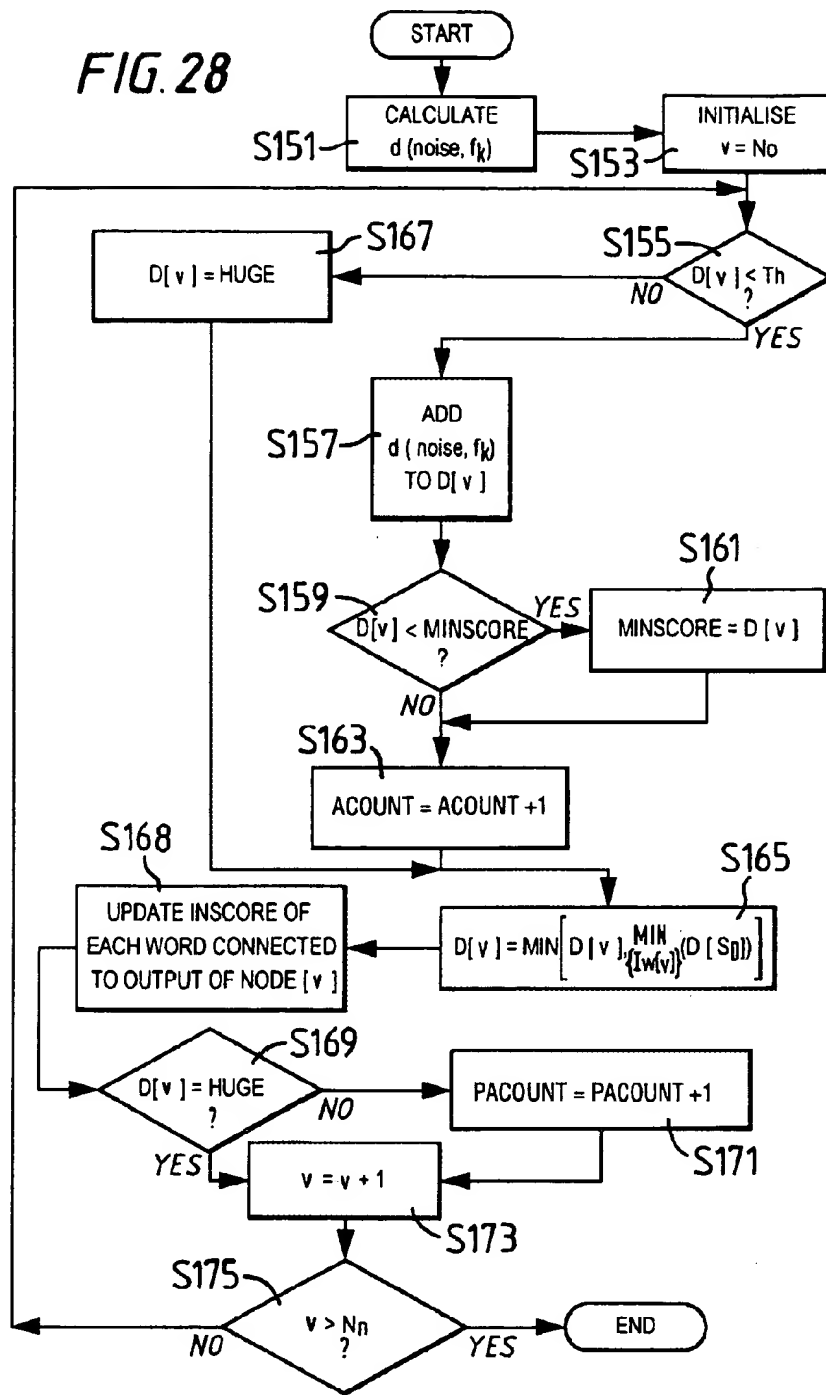 FIG. 28
START
S151
CALCULATE
d (noise, fk)
S153
INITIALISE
v = No
S155
D[ v ] < Th
?
NO
YES
S167
D[ v ] = HUGE
S157
ADD
d ( noise, fk)
TO D[ v ]
S159
D[v] < MINSCORE
?
YES
NO
S161
MINSCORE = D [ v ]
S163
ACOUNT = ACOUNT +1
S165
D[ v ] = MIN[ D[ v ], MIN (D [ S[]]) ]
{Iw[v]}
S168
UPDATE INSCORE OF
EACH WORD CONNECTED
TO OUTPUT OF NODE [ v ]
S169
D[ v ] = HUGE
?
NO
YES
PACOUNT = PACOUNT +1
S171
v = v + 1
S173
S175
v > Nn
?
NO
YES
END